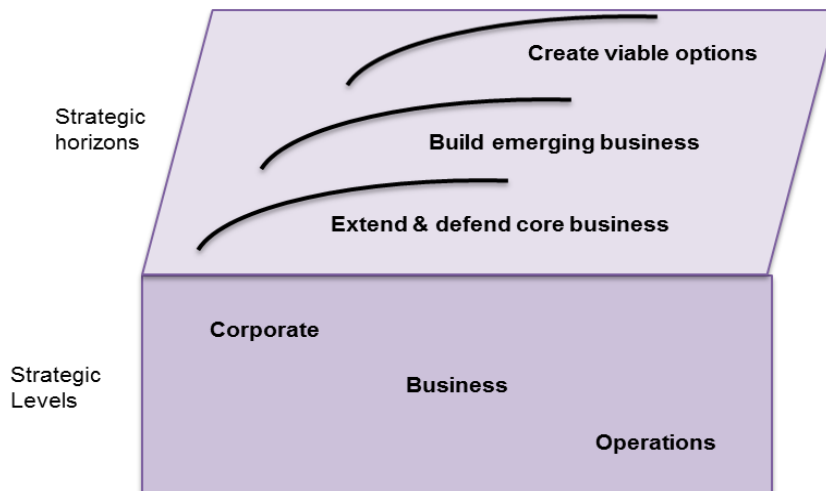 Create viable options
Strategic
horizons
Build emerging business
Extend & defend core business
Corporate
Strategic
Levels
Business
Operations